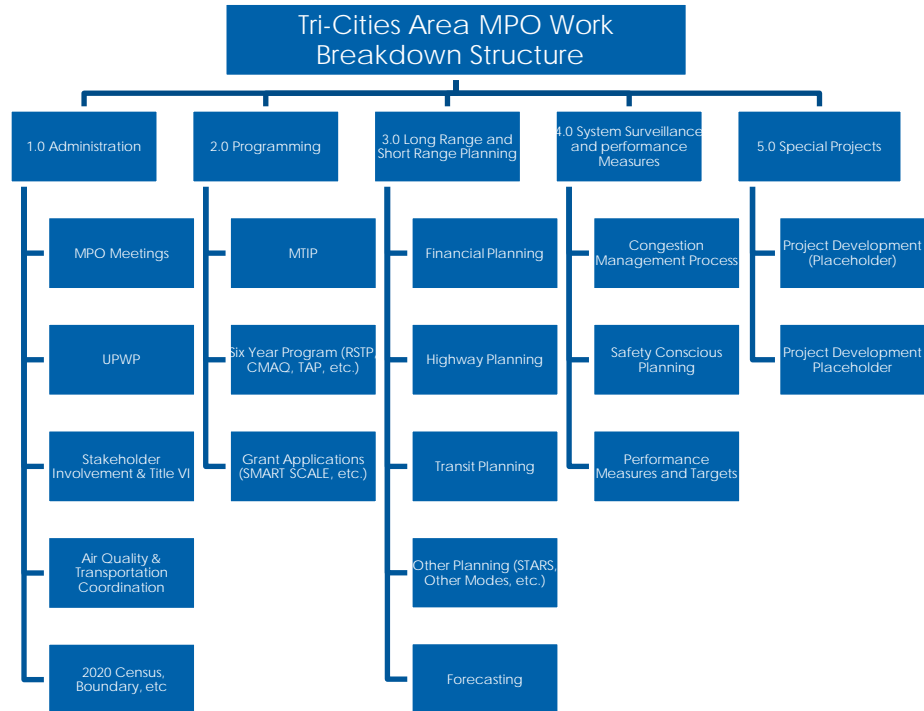 Tri-Cities Area MPO Work
Breakdown Structure
1.0 Administration
MPO Meetings
UPWP
Stakeholder
Involvement & Title VI
Air Quality &
Transportation
Coordination
2020 Census,
Boundary, etc
2.0 Programming
MTIP
Six Year Program (RSTP,
CMAQ, TAP, etc.)
Grant Applications
(SMART SCALE, etc.)
3.0 Long Range and
Short Range Planning
Financial Planning
Highway Planning
Transit Planning
Other Planning (STARS,
Other Modes, etc.)
Forecasting
4.0 System Surveillance
and performance
Measures
Congestion
Management Process
Safety Conscious
Planning
Performance
Measures and Targets
5.0 Special Projects
Project Development
(Placeholder)
Project Development
Placeholder